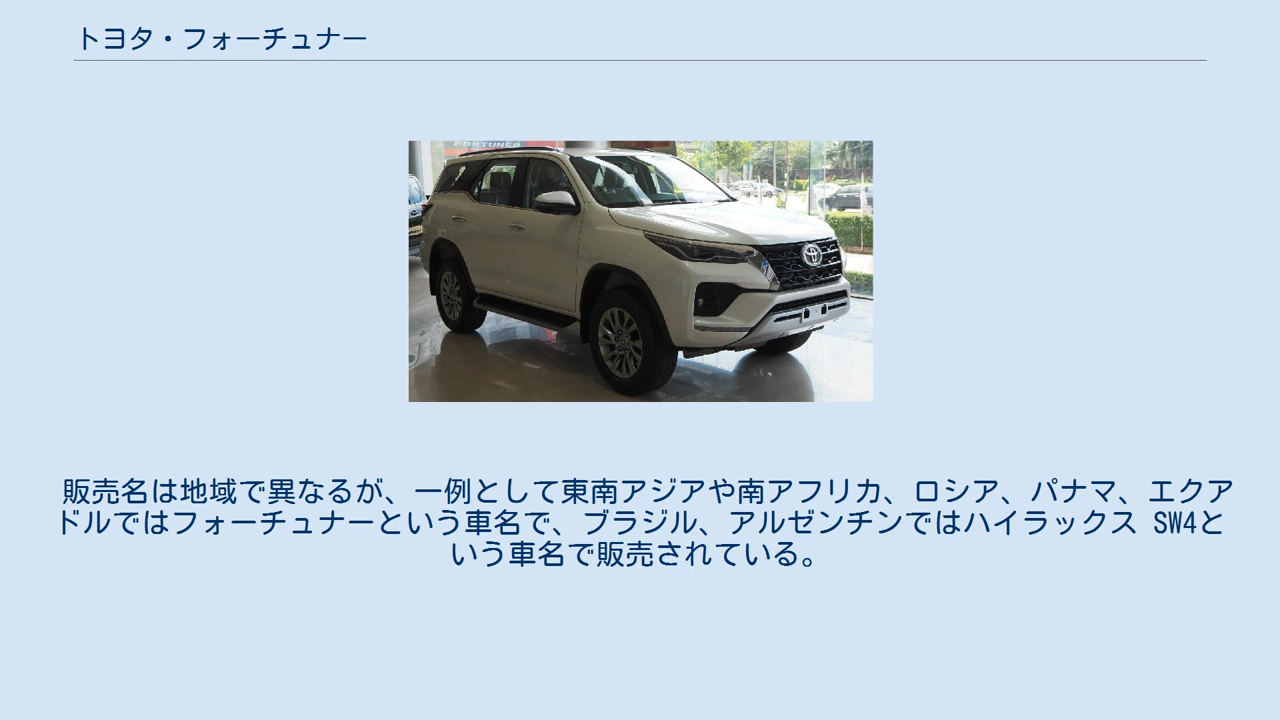 トヨタ・フォーチュナー
FORTUNER
販売名は地域で異なるが、一例として東南アジアや南アフリカ、ロシア、パナマ、エクア
ドルではフォーチュナーという車名で、ブラジル、アルゼンチンではハイラックス SW4と
いう車名で販売されている。